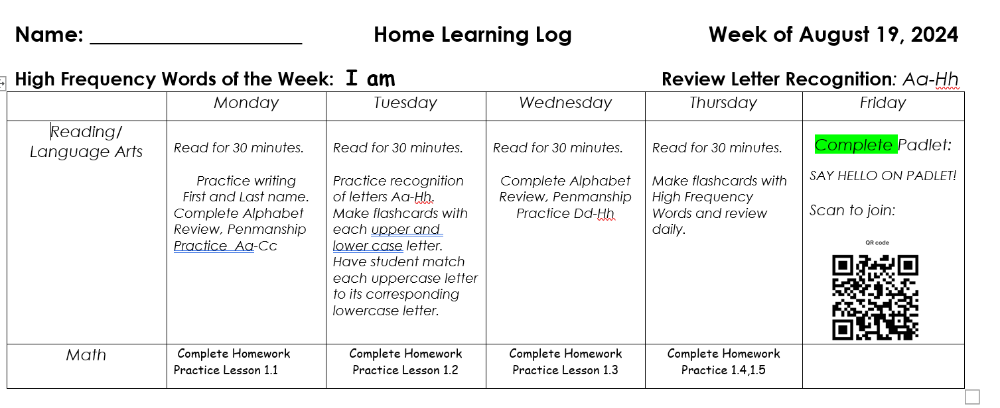 Name: ____________________ Home Learning Log Week of August 19, 2024
High Frequency Words of the Week: I am Review Letter Recognition: Aa-Hh
Monday Tuesday Wednesday Thursday Friday
Reading/
Language Arts
Read for 30 minutes.
Practice writing
First and Last name.
Complete Alphabet
Review, Penmanship
Practice Aa-Cc
Read for 30 minutes.
Practice recognition
of letters Aa-Hh.
Make flashcards with
each upper and
lower case letter.
Have student match
each uppercase letter
to its corresponding
lowercase letter.
Read for 30 minutes.
Complete Alphabet
Review, Penmanship
Practice Dd-Hh
Read for 30 minutes.
Make flashcards with
High Frequency
Words and review
daily.
Complete Padlet:
SAY HELLO ON PADLET!
Scan to join:
QR code
Math
Complete Homework
Practice Lesson 1.1
Complete Homework
Practice Lesson 1.2
Complete Homework
Practice Lesson 1.3
Complete Homework
Practice 1.4,1.5